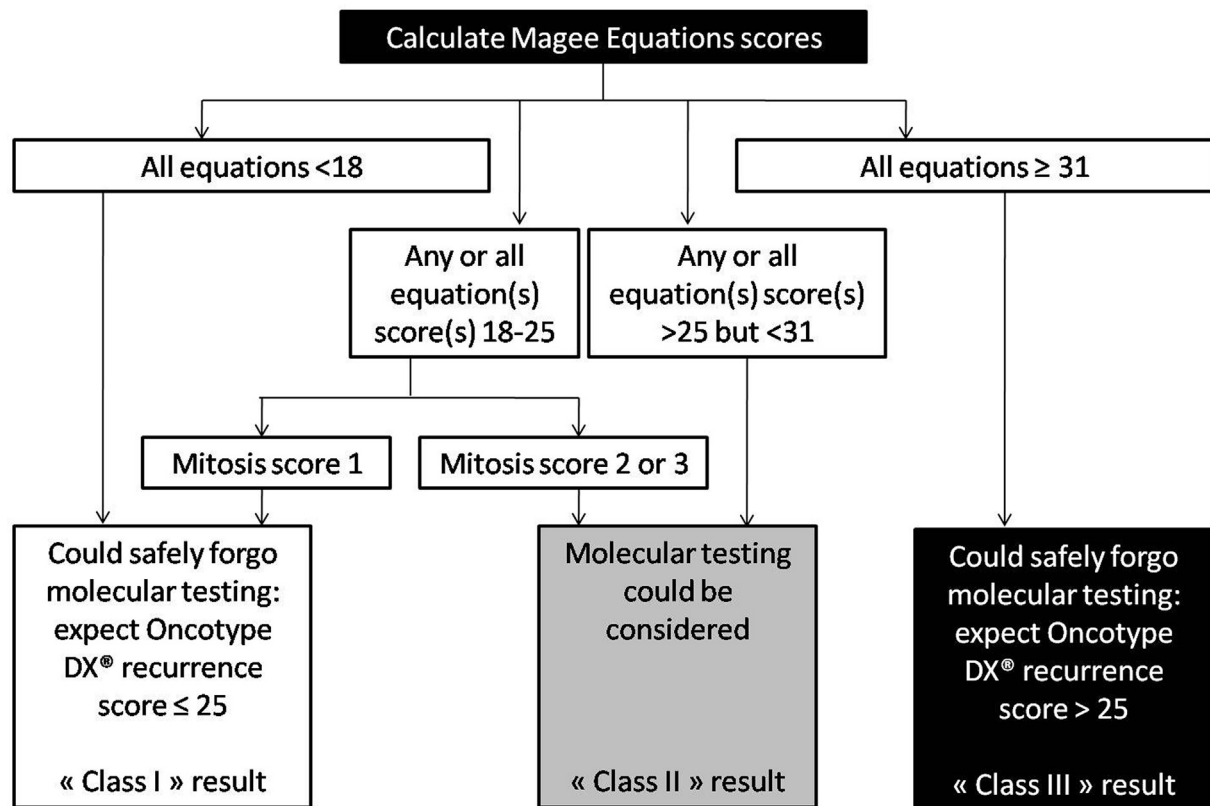 Calculate Magee Equations scores
All equations <18
All equations ≥ 31
Any or all
equation(s)
score(s) 18-25
Any or all
equation(s) score(s)
>25 but <31
Mitosis score 1
Mitosis score 2 or 3
Could safely forgo
molecular testing:
expect Oncotype
DX® recurrence
score ≤ 25
« Class I » result
Molecular testing
could be
considered
« Class II » result
Could safely forgo
molecular testing:
expect Oncotype
DX® recurrence
score > 25
« Class III » result